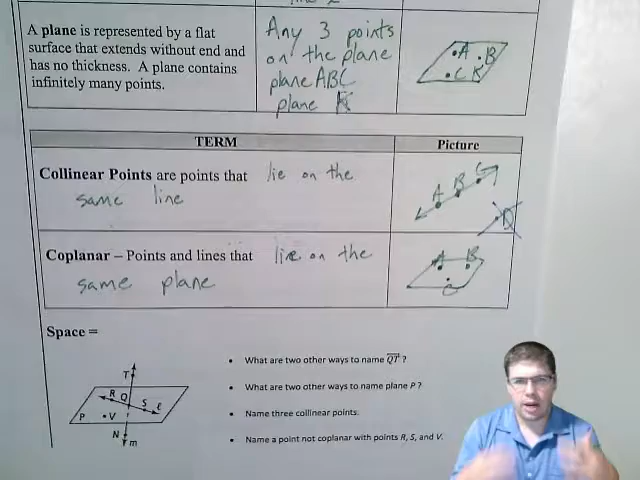 A plane is represented by a flat
surface that extends without end and
has no thickness. A plane contains
infinitely many points.
Any 3 points
on the plane
plane ABC
plane K
A B
C K
TERM
Picture
Collinear Points are points that lie on the
same line
A B C
D
Coplanar – Points and lines that lie on the
same plane
A B
C
Space =
T
R Q S ℓ
P V
N m
• What are two other ways to name QT ?
• What are two other ways to name plane P ?
• Name three collinear points.
• Name a point not coplanar with points R, S, and V.